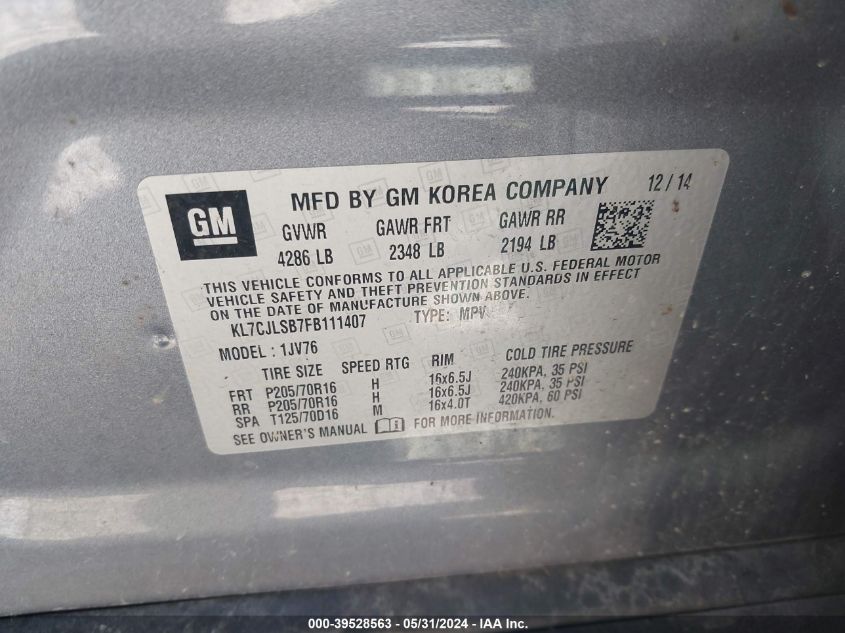 GM
MFD BY GM KOREA COMPANY 12/14
GVWR GAWR FRT GAWR RR
4286 LB 2348 LB 2194 LB
THIS VEHICLE CONFORMS TO ALL APPLICABLE U.S. FEDERAL MOTOR
VEHICLE SAFETY AND THEFT PREVENTION STANDARDS IN EFFECT
ON THE DATE OF MANUFACTURE SHOWN ABOVE.
KL7CJLSB7FB111407 TYPE: MPV
MODEL: 1JV76
TIRE SIZE SPEED RTG RIM COLD TIRE PRESSURE
FRT P205/70R16 H 16x6.5J 240KPA, 35 PSI
RR P205/70R16 H 16x6.5J 240KPA, 35 PSI
SPA T125/70D16 M 16x4.0T 420KPA, 60 PSI
SEE OWNER'S MANUAL FOR MORE INFORMATION.
000-39528563 / 05/31/2024 - IAA Inc.